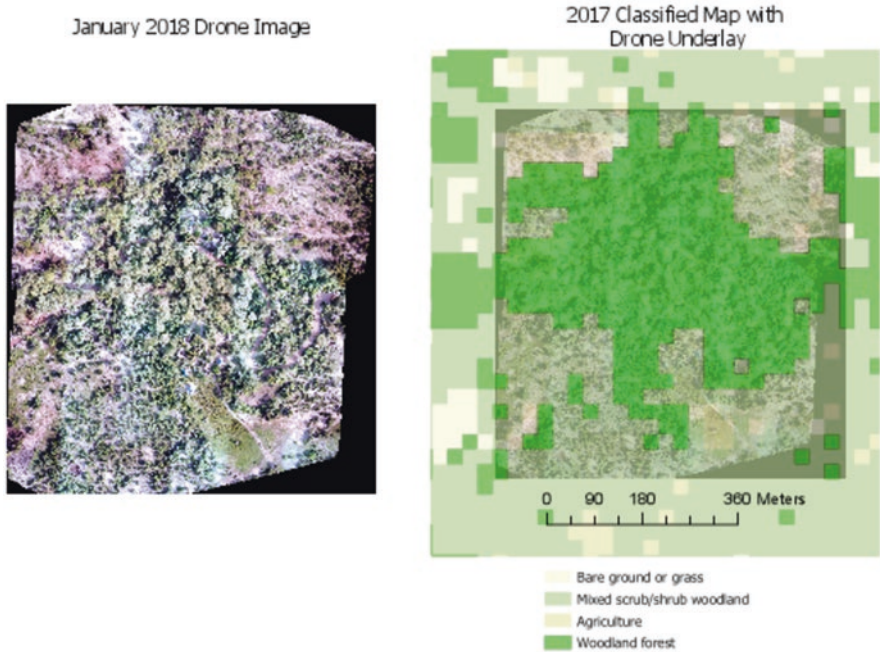 January 2018 Drone Image
2017 Classified Map with
Drone Underlay
0 90 180 360 Meters
Bare ground or grass
Mixed scrub/shrub woodland
Agriculture
Woodland forest